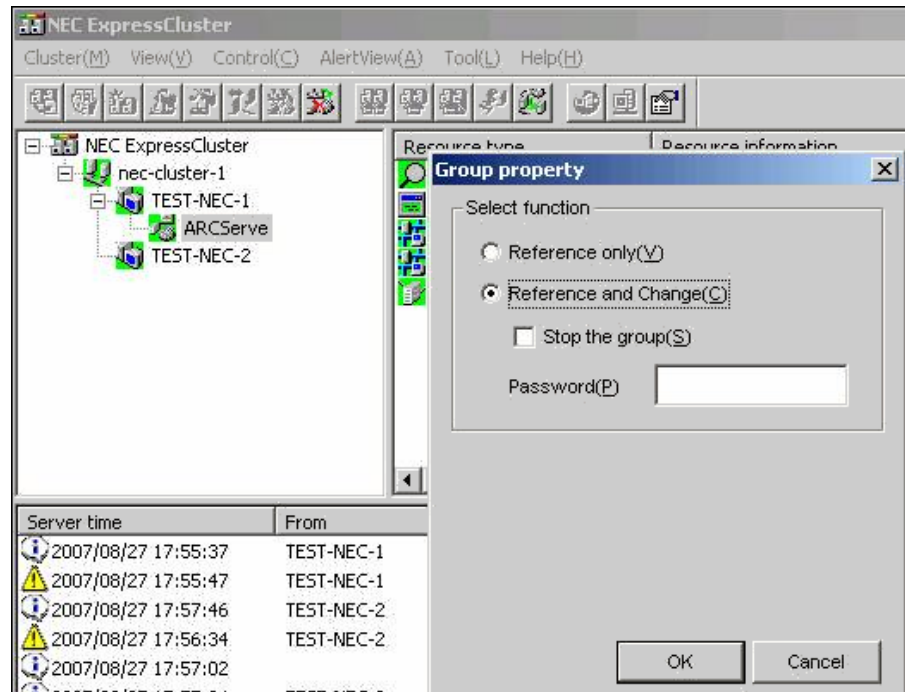 NEC ExpressCluster
Cluster(M) View(V) Control(C) AlertView(A) Tool(L) Help(H)
NEC ExpressCluster
nec-cluster-1
TEST-NEC-1
ARCServe
TEST-NEC-2
Resource type Resource information
Group property
Select function
Reference only(V)
Reference and Change(C)
Stop the group(S)
Password(P)
OK Cancel
Server time From
2007/08/27 17:55:37 TEST-NEC-1
2007/08/27 17:55:47 TEST-NEC-1
2007/08/27 17:57:46 TEST-NEC-2
2007/08/27 17:56:34 TEST-NEC-2
2007/08/27 17:57:02